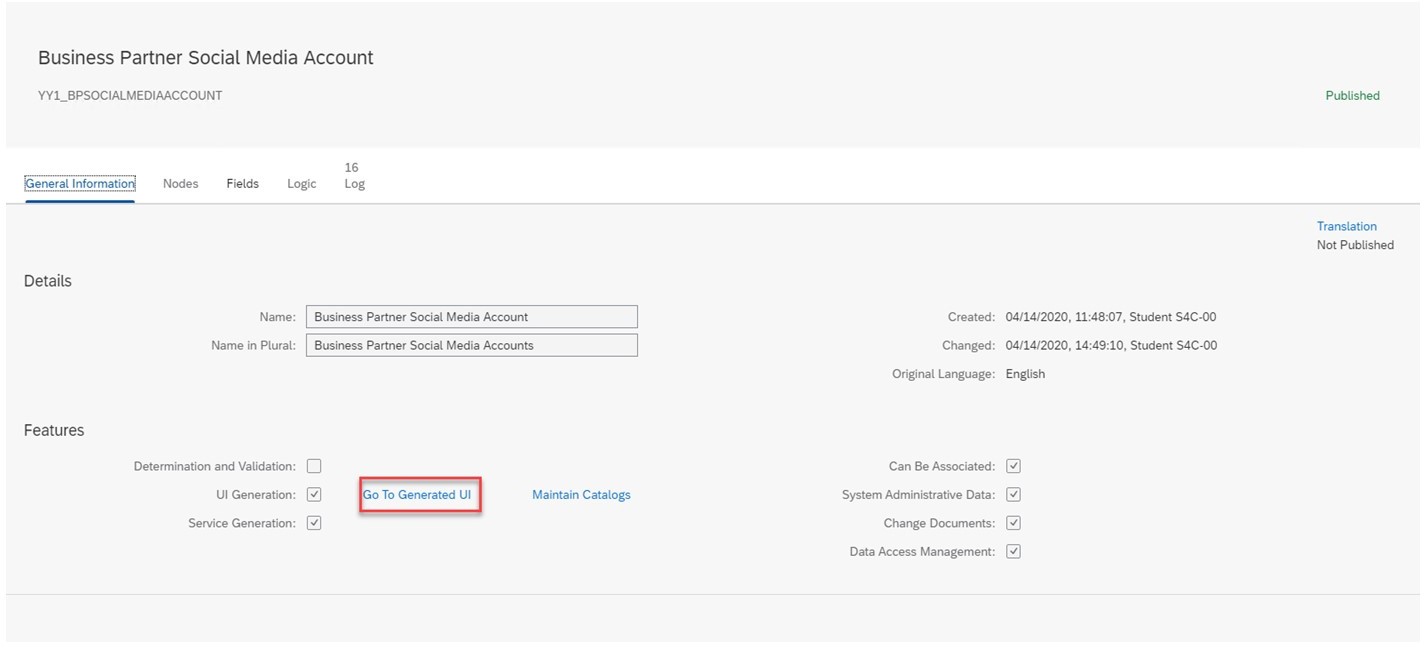 Business Partner Social Media Account
YY1_BPSOCIALMEDIAACCOUNT
Published
General Information
Nodes
Fields
Logic
16
Log
Translation
Not Published
Details
Name: Business Partner Social Media Account
Name in Plural: Business Partner Social Media Accounts
Created: 04/14/2020, 11:48:07, Student S4C-00
Changed: 04/14/2020, 14:49:10, Student S4C-00
Original Language: English
Features
Determination and Validation:
UI Generation: Go To Generated UI Maintain Catalogs
Service Generation:
Can Be Associated:
System Administrative Data:
Change Documents:
Data Access Management: